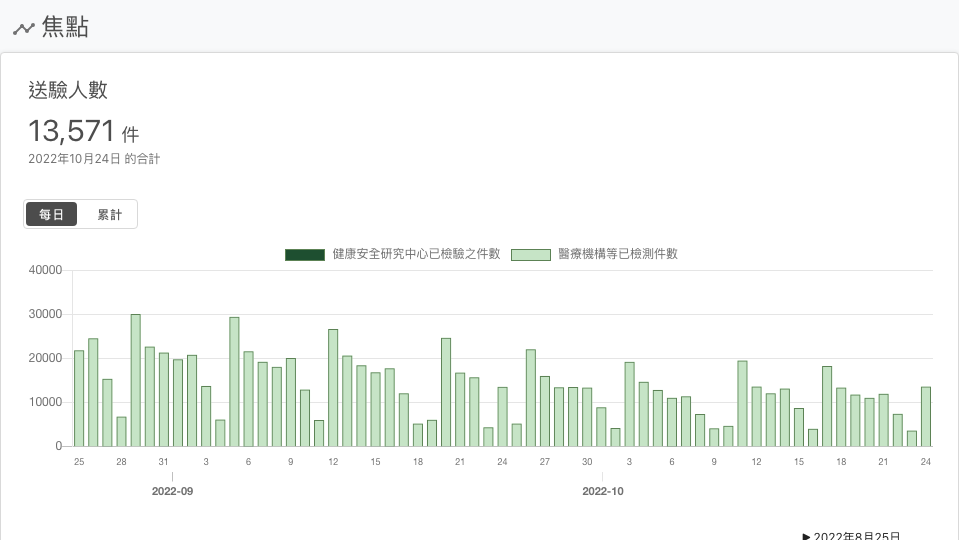 焦點
送驗人數
13,571 件
2022年10月24日 的合計
每日 累計
健康安全研究中心已檢驗之件數 醫療機構等已檢測件數
40000
30000
20000
10000
0
25 28 31 3 6 9 12 15 18 21 24 27 30 3 6 9 12 15 18 21 24
2022-09 2022-10
▶ 2022年8月25日